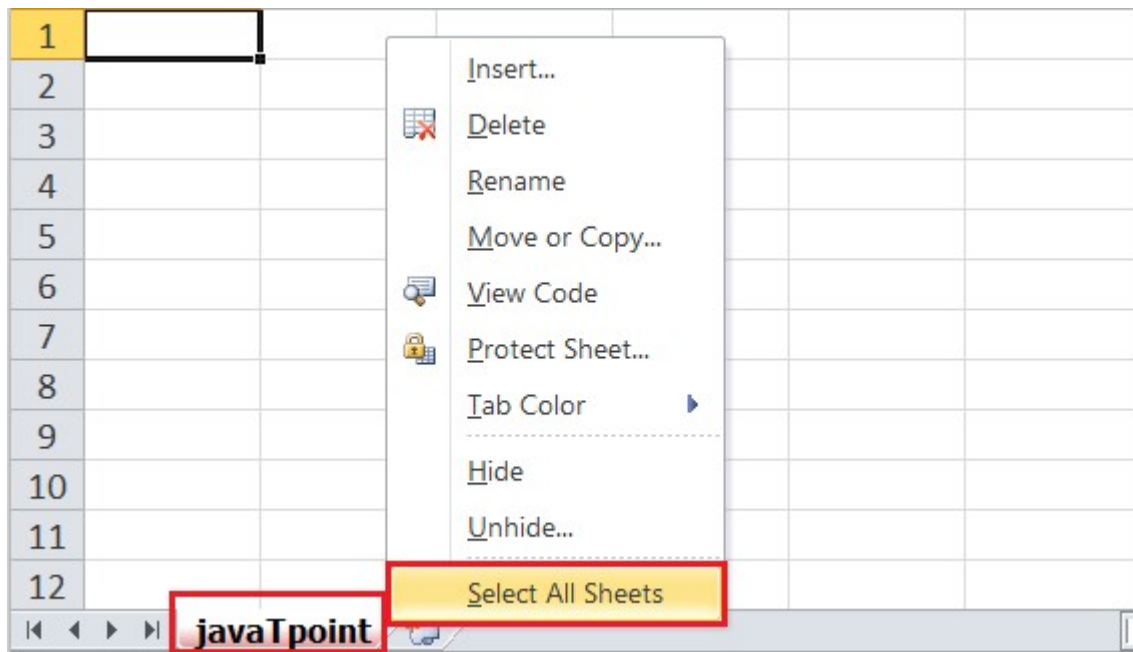 1
2
3
4
5
6
7
8
9
10
11
12
Insert...
Delete
Rename
Move or Copy...
View Code
Protect Sheet...
Tab Color
Hide
Unhide...
Select All Sheets
javaTpoint